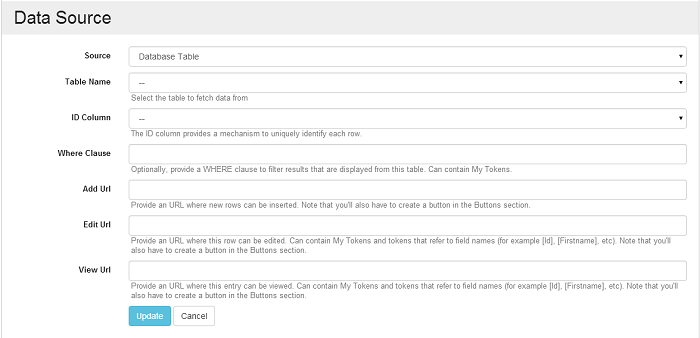 Data Source
Source
Database Table
Table Name
--
Select the table to fetch data from
ID Column
--
The ID column provides a mechanism to uniquely identify each row.
Where Clause
Optionally, provide a WHERE clause to filter results that are displayed from this table. Can contain My Tokens.
Add Url
Provide an URL where new rows can be inserted. Note that you'll also have to create a button in the Buttons section.
Edit Url
Provide an URL where this row can be edited. Can contain My Tokens and tokens that refer to field names (for example [Id], [Firstname], etc). Note that you'll
also have to create a button in the Buttons section.
View Url
Provide an URL where this entry can be viewed. Can contain My Tokens and tokens that refer to field names (for example [Id], [Firstname], etc). Note that you'll
also have to create a button in the Buttons section.
Update
Cancel